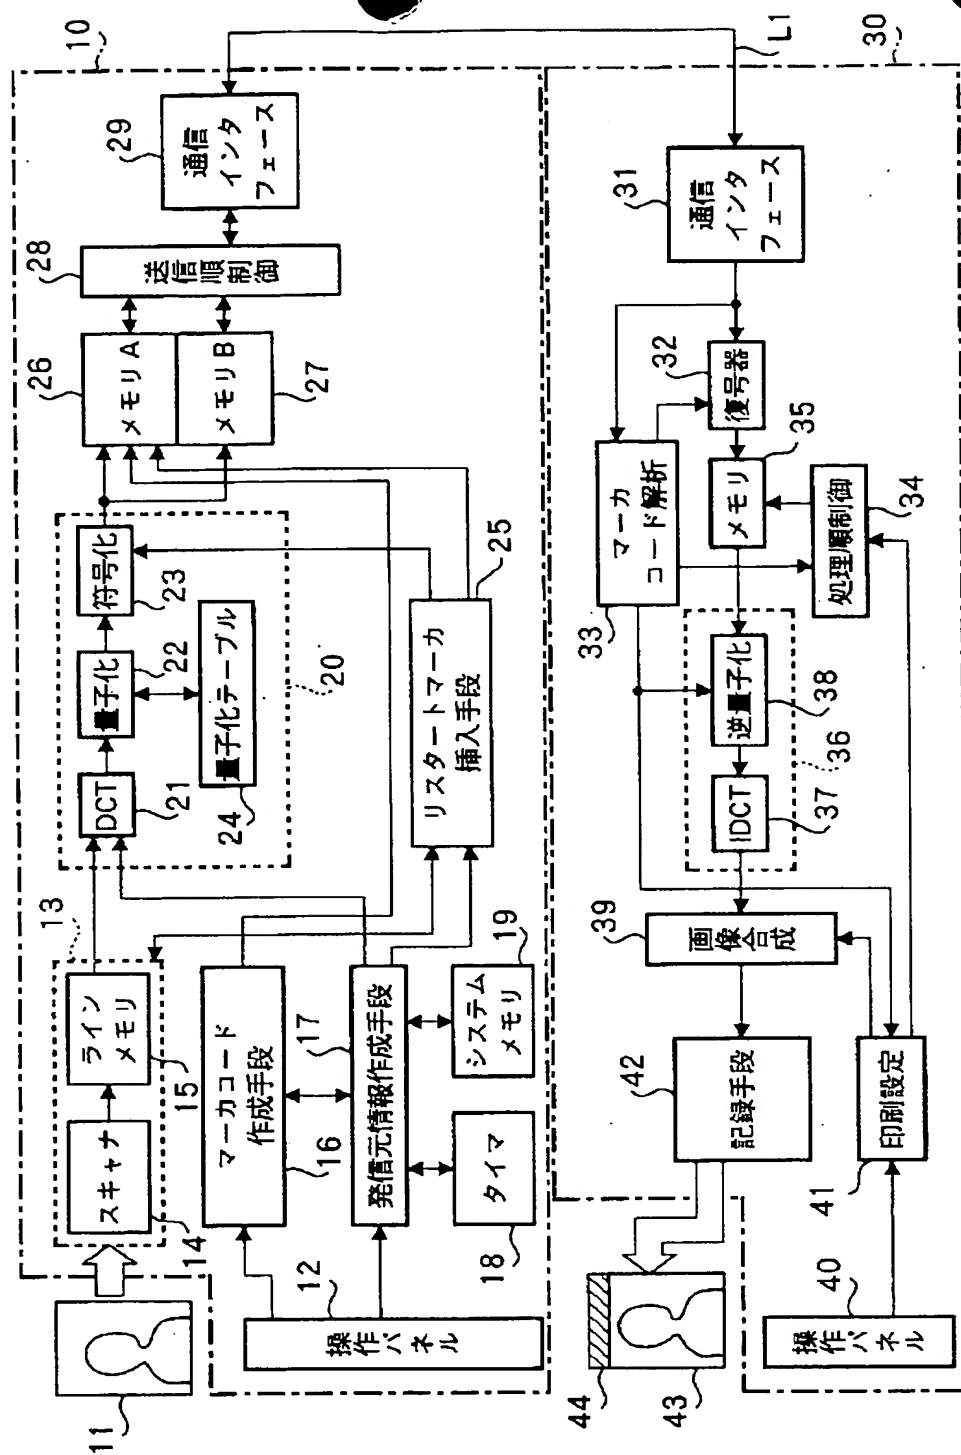 10
11
スキャナ
14
ライン
メモリ
15
13
DCT
21
量子化
22
符号化
23
量子化テーブル
24
20
メモリA
26
メモリB
27
送信順制御
28
通信
インタ
フェース
29
マーカコード
作成手段
16
発信元情報作成手段
17
タイマ
18
システム
メモリ
19
リスタートマーカ
挿入手段
25
操作
パネル
12
L1
30
通信
インタ
フェース
31
復号器
32
マーカ
コード解析
33
メモリ
35
処理順制御
34
逆量子化
38
IDCT
37
36
画像
合成
39
記録手段
42
印刷設定
41
操作
パネル
40
44
43